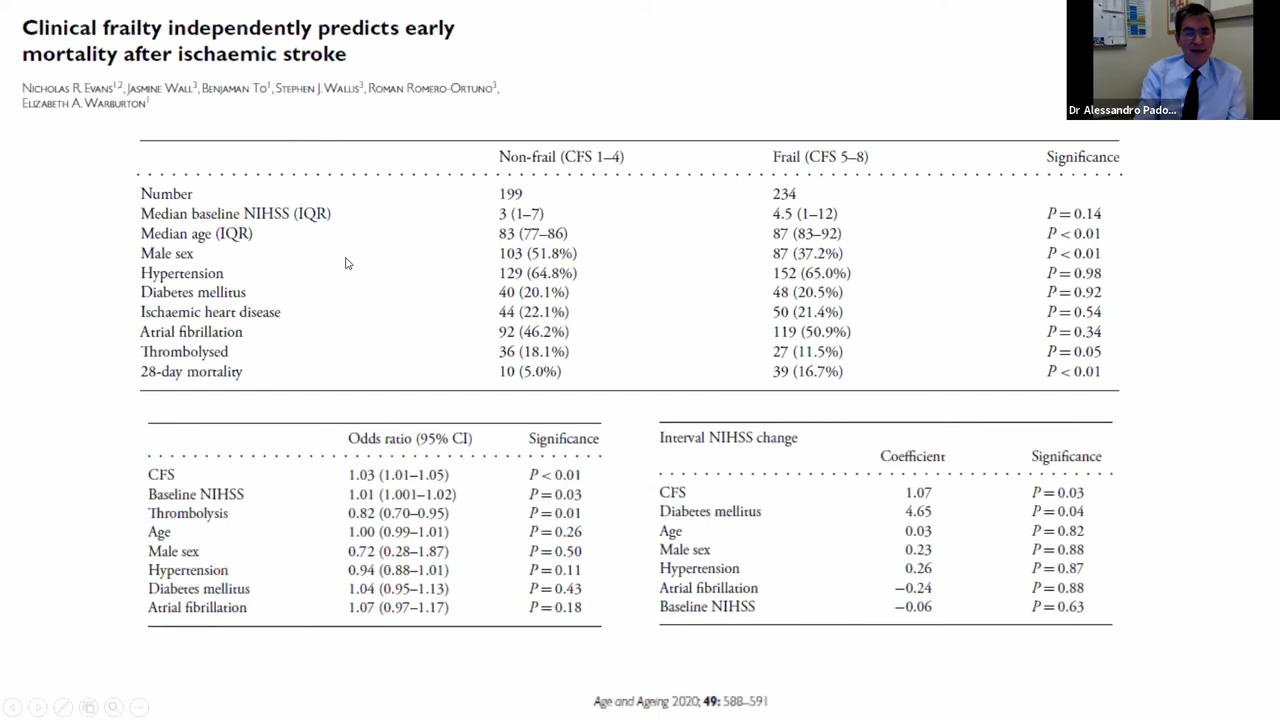 Clinical frailty independently predicts early
mortality after ischaemic stroke
Nicholas R. Evans1,2, Jasmine Wall3, Benjaman To1, Stephen J. Wallis3, Roman Romero-Ortuno3,
Elizabeth A. Warburton1
Dr Alessandro Pado...
Non-frail (CFS 1–4) Frail (CFS 5–8) Significance
Number 199 234
Median baseline NIHSS (IQR) 3 (1–7) 4.5 (1–12) P = 0.14
Median age (IQR) 83 (77–86) 87 (83–92) P < 0.01
Male sex 103 (51.8%) 87 (37.2%) P < 0.01
Hypertension 129 (64.8%) 152 (65.0%) P = 0.98
Diabetes mellitus 40 (20.1%) 48 (20.5%) P = 0.92
Ischaemic heart disease 44 (22.1%) 50 (21.4%) P = 0.54
Atrial fibrillation 92 (46.2%) 119 (50.9%) P = 0.34
Thrombolysed 36 (18.1%) 27 (11.5%) P = 0.05
28-day mortality 10 (5.0%) 39 (16.7%) P < 0.01
Odds ratio (95% CI) Significance
CFS 1.03 (1.01–1.05) P < 0.01
Baseline NIHSS 1.01 (1.001–1.02) P = 0.03
Thrombolysis 0.82 (0.70–0.95) P = 0.01
Age 1.00 (0.99–1.01) P = 0.26
Male sex 0.72 (0.28–1.87) P = 0.50
Hypertension 0.94 (0.88–1.01) P = 0.11
Diabetes mellitus 1.04 (0.95–1.13) P = 0.43
Atrial fibrillation 1.07 (0.97–1.17) P = 0.18
Interval NIHSS change
Coefficient Significance
CFS 1.07 P = 0.03
Diabetes mellitus 4.65 P = 0.04
Age 0.03 P = 0.82
Male sex 0.23 P = 0.88
Hypertension 0.26 P = 0.87
Atrial fibrillation −0.24 P = 0.88
Baseline NIHSS −0.06 P = 0.63
Age and Ageing 2020; 49: 588–591